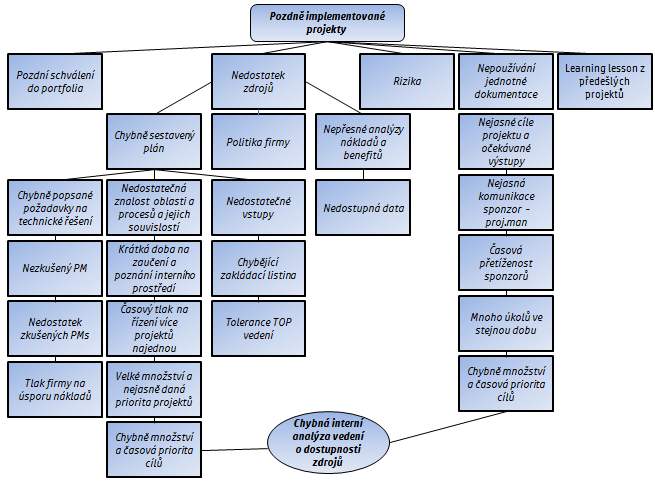 Pozdně implementované
projekty
Pozdní schválení
do portfolia
Nedostatek
zdrojů
Rizika
Nepoužívání
jednotné
dokumentace
Learning lesson z
předešlých
projektů
Chybně sestavený
plán
Politika firmy
Nepřesné analýzy
nákladů a
benefitů
Nejasné cíle
projektu a
očekávané
výstupy
Chybně popsané
požadavky na
technické řešení
Nedostatečná
znalost oblasti a
procesů a jejich
souvislostí
Nedostatečné
vstupy
Nedostupná data
Nejasná
komunikace
sponzor –
proj.man
Nezkušený PM
Krátká doba na
zaučení a
poznání interního
prostředí
Chybějící
zakládací listina
Časová
přetíženost
sponzorů
Nedostatek
zkušených PMs
Časový tlak na
řízení více
projektů
najednou
Tolerance TOP
vedení
Mnoho úkolů ve
stejnou dobu
Tlak firmy na
úsporu nákladů
Velké množství a
nejasně daná
priorita projektů
Chybně množství
a časová priorita
cílů
Chybně množství
a časová priorita
cílů
Chybná interní
analýza vedení
o dostupnosti
zdrojů